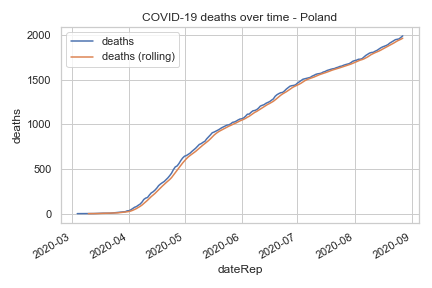 COVID-19 deaths over time - Poland
deaths
deaths (rolling)
2000
1500
1000
500
0
deaths
2020-03
2020-04
2020-05
2020-06
2020-07
2020-08
2020-09
dateRep